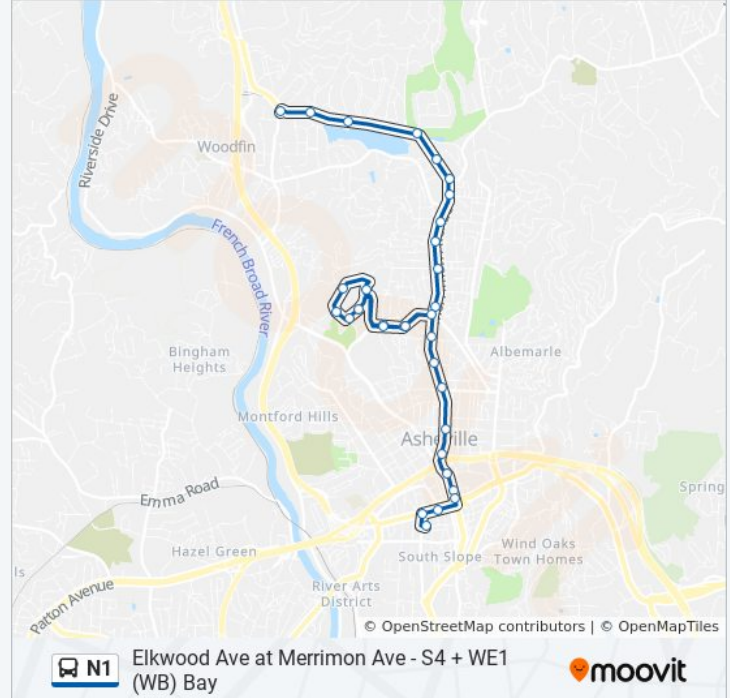 Riverside Drive
Woodfin
French Broad River
Bingham
Heights
Albemarle
Montford Hills
Asheville
Emma Road
Spring
Hazel Green
Wind Oaks
Town Homes
South Slope
ls
River Arts
District
Patton Avenue
© OpenStreetMap contributors | © OpenMapTiles
N1
Elkwood Ave at Merrimon Ave - S4 + WE1
(WB) Bay
moovit